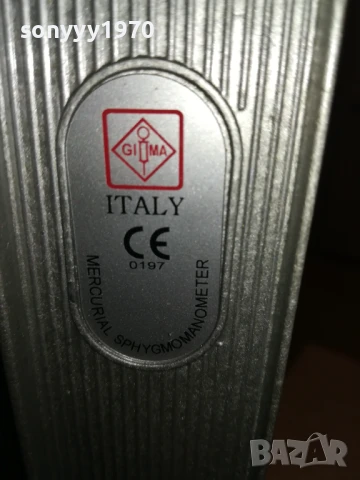 sonyyy1970
GIMA
ITALY
CE
0197
MERCURIAL SPHYGMOMANOMETER
BAZAR